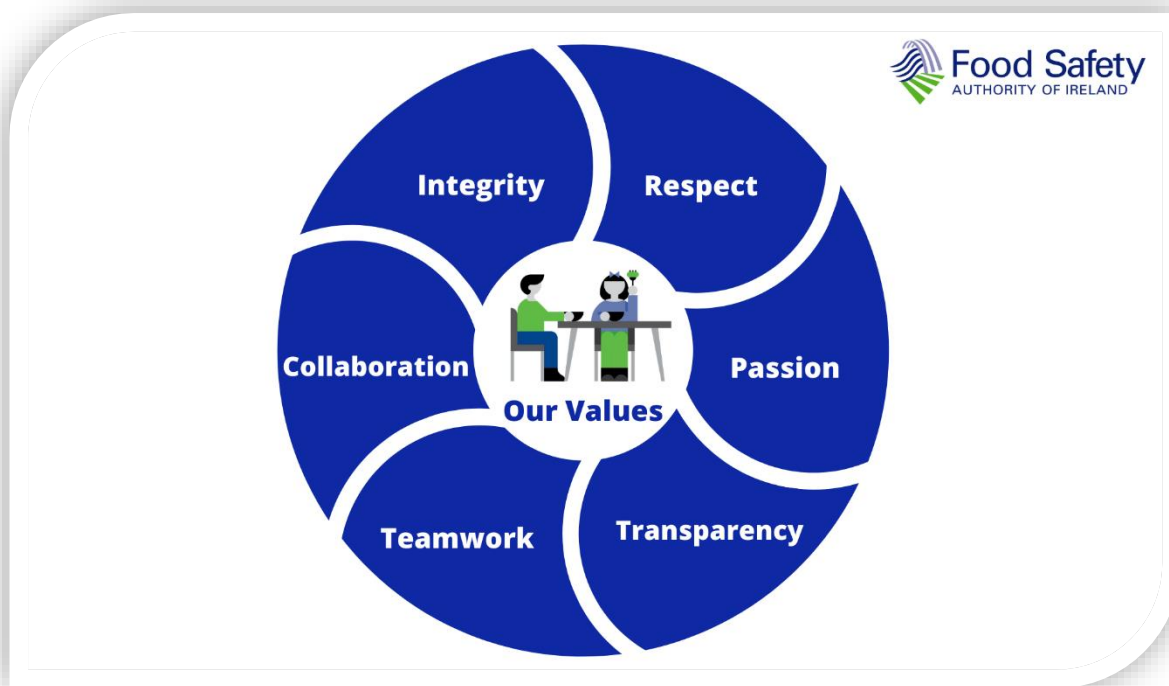 Food Safety
AUTHORITY OF IRELAND
Integrity
Respect
Collaboration
Passion
Our Values
Teamwork
Transparency